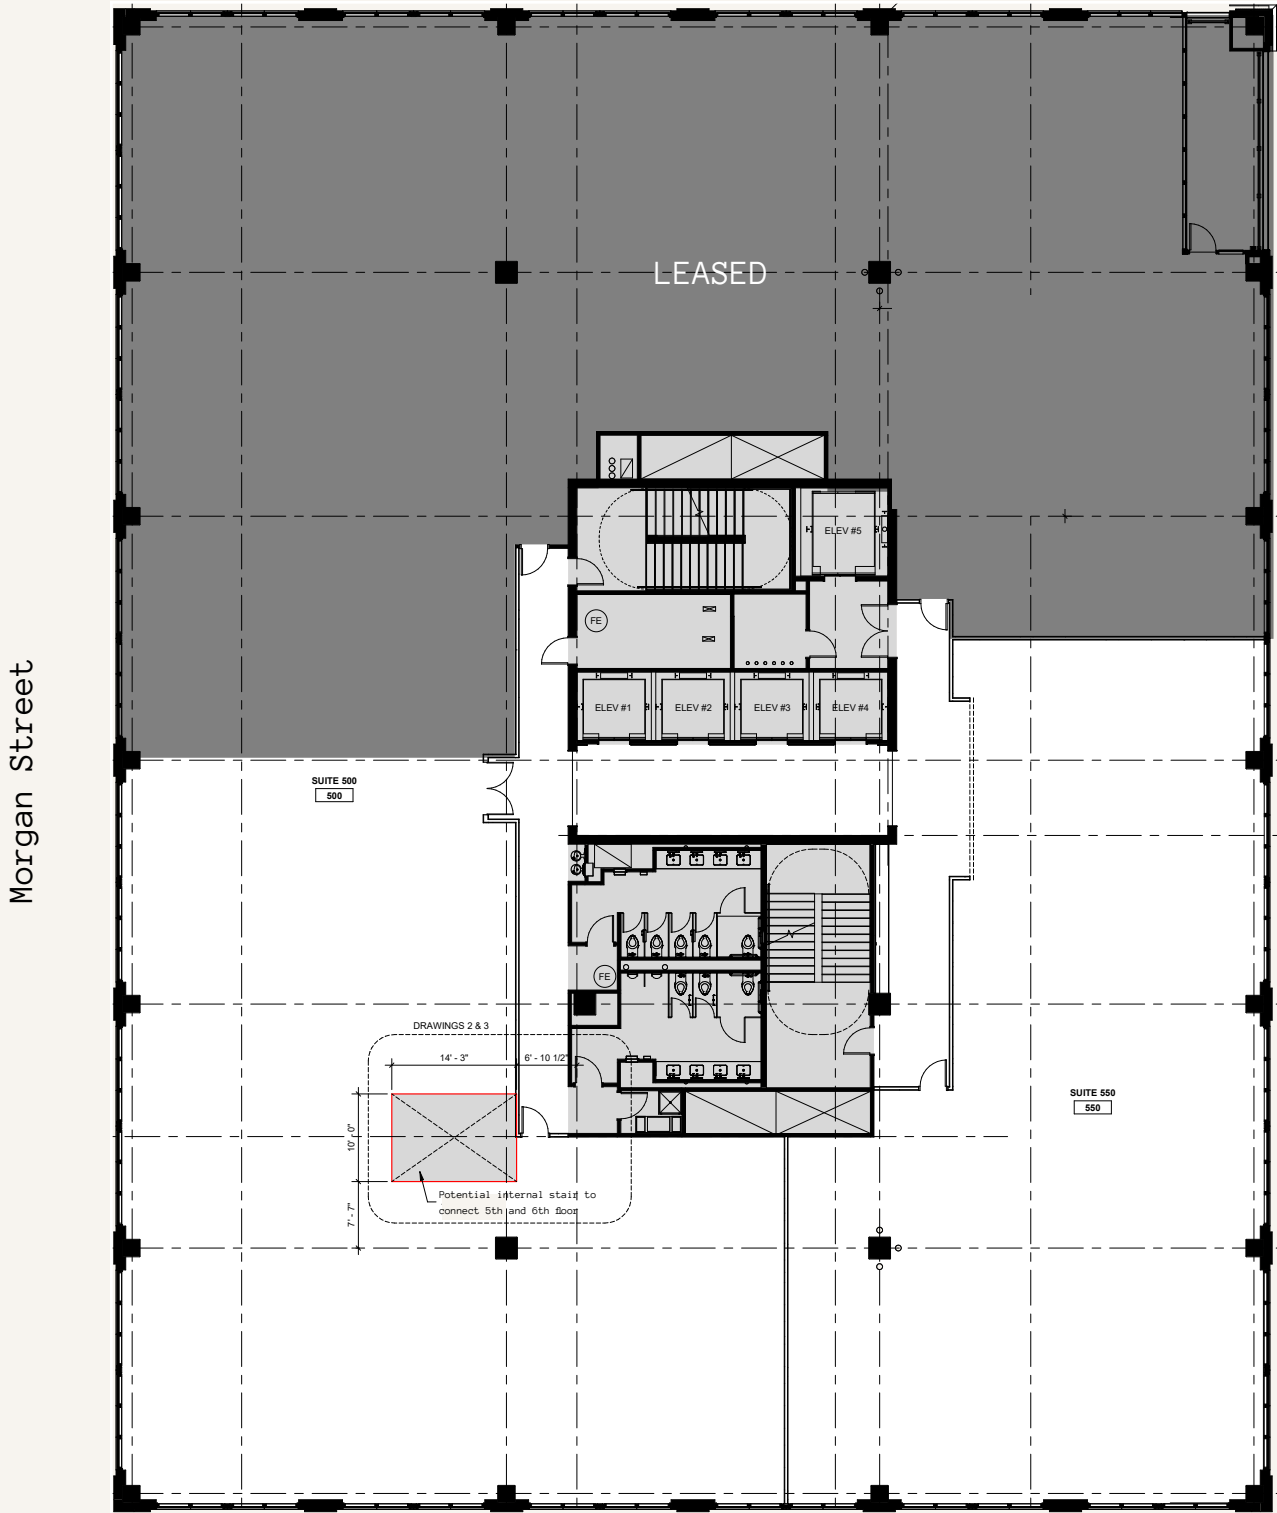 LEASED
ELEV #5
FE
ELEV #1
ELEV #2
ELEV #3
ELEV #4
Morgan Street
SUITE 500
500
FE
DRAWINGS 2 & 3
14' - 3"
6' - 10 1/2"
SUITE 550
550
10' - 0"
Potential internal stair to
connect 5th and 6th floor
7' - 7"